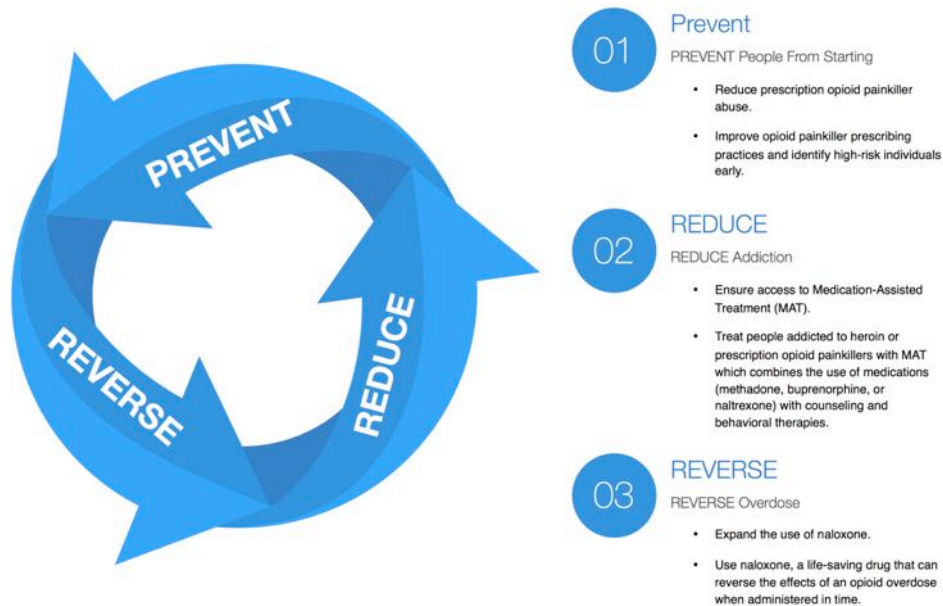 PREVENT
REVERSE
REDUCE
01
Prevent
PREVENT People From Starting
• Reduce prescription opioid painkiller
abuse.
• Improve opioid painkiller prescribing
practices and identify high-risk individuals
early.
02
REDUCE
REDUCE Addiction
• Ensure access to Medication-Assisted
Treatment (MAT).
• Treat people addicted to heroin or
prescription opioid painkillers with MAT
which combines the use of medications
(methadone, buprenorphine, or
naltrexone) with counseling and
behavioral therapies.
03
REVERSE
REVERSE Overdose
• Expand the use of naloxone.
• Use naloxone, a life-saving drug that can
reverse the effects of an opioid overdose
when administered in time.